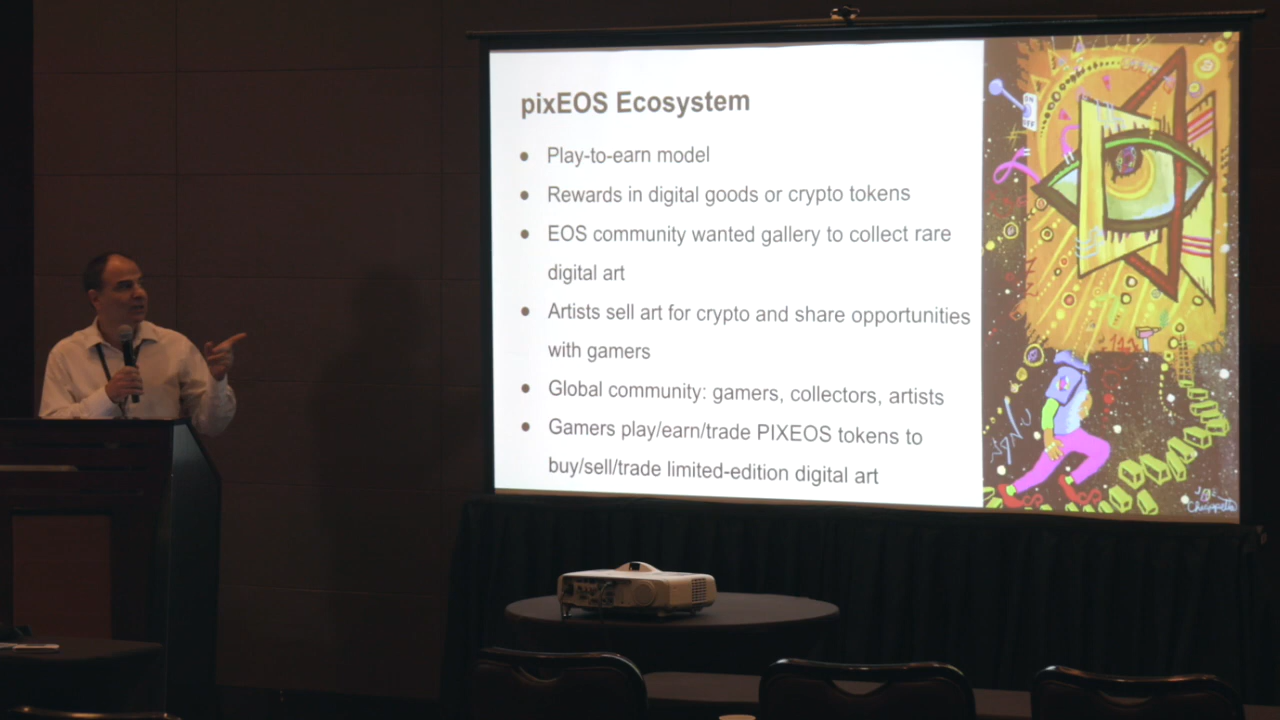 pixEOS Ecosystem
● Play-to-earn model
● Rewards in digital goods or crypto tokens
● EOS community wanted gallery to collect rare
digital art
● Artists sell art for crypto and share opportunities
with gamers
● Global community: gamers, collectors, artists
● Gamers play/earn/trade PIXEOS tokens to
buy/sell/trade limited-edition digital art